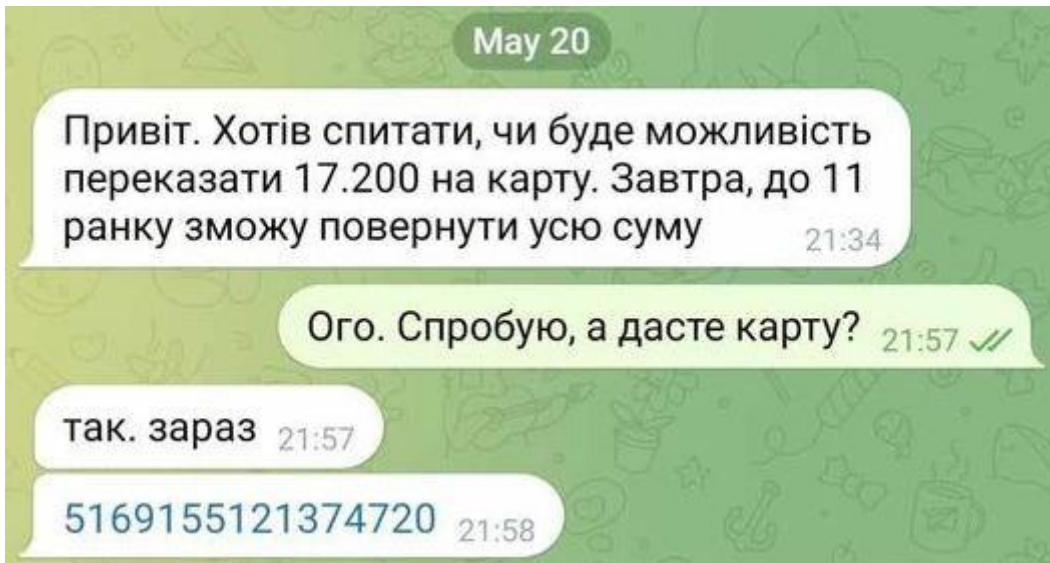 May 20
Привіт. Хотів спитати, чи буде можливість
переказати 17.200 на карту. Завтра, до 11
ранку зможу повернути усю суму
21:34
Ого. Спробую, а дасте карту? 21:57
так. зараз 21:57
5169155121374720 21:58